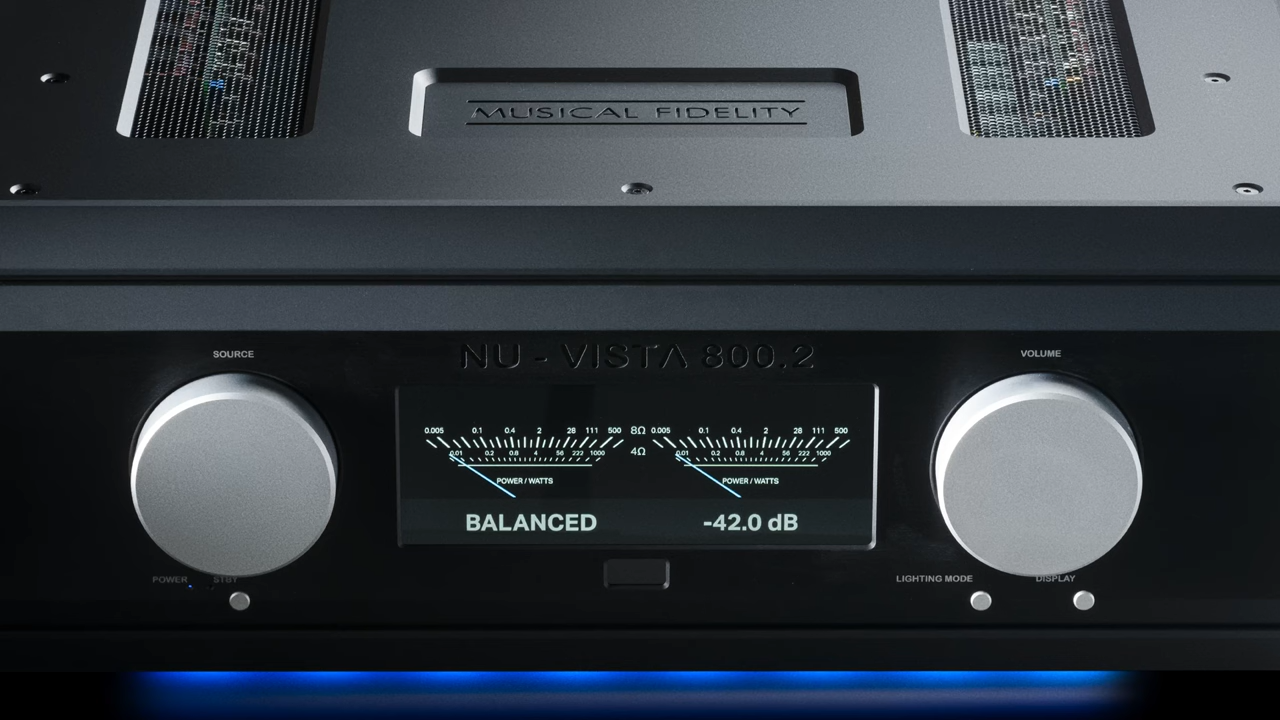 MUSICAL FIDELITY
NU - VISTA 800.2
SOURCE
VOLUME
0.005 0.1 0.4 2 28 111 500 8Ω 0.005 0.1 0.4 2 28 111 500
0.01 0.2 0.8 4 56 222 1000 4Ω 0.01 0.2 0.8 4 56 222 1000
POWER / WATTS POWER / WATTS
BALANCED -42.0 dB
POWER STBY
LIGHTING MODE DISPLAY